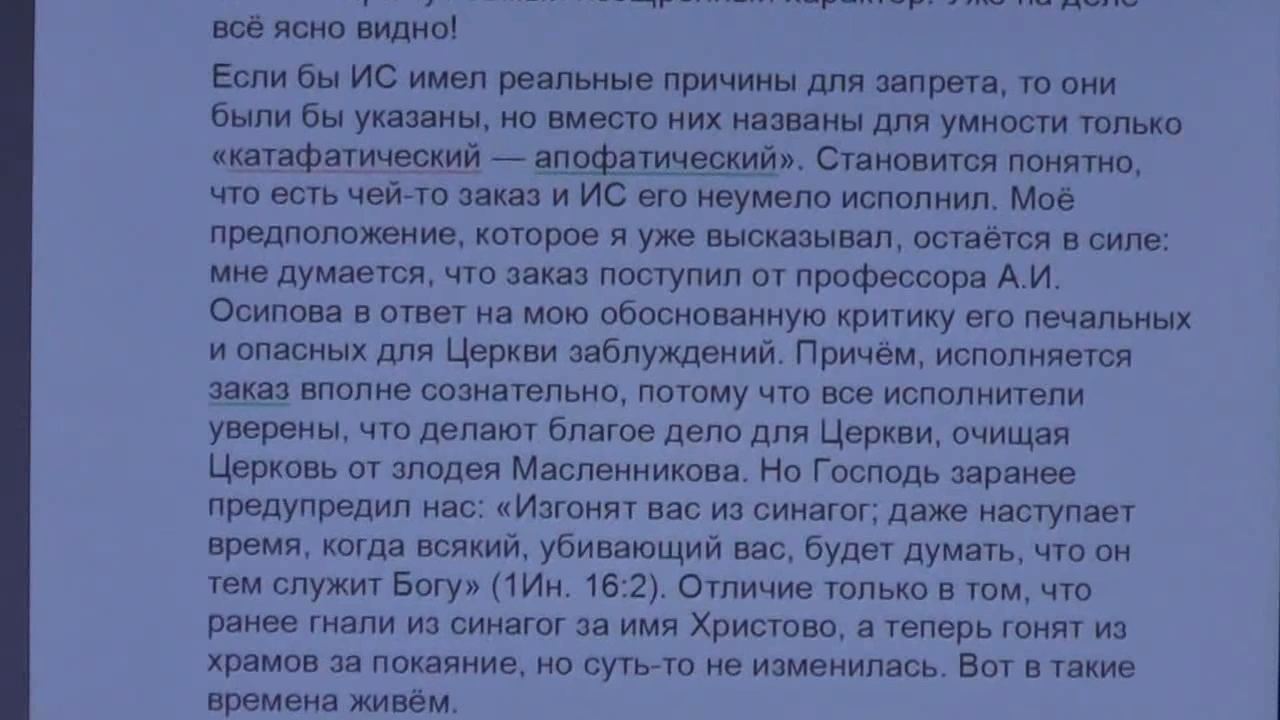 всё ясно видно!
Если бы ИС имел реальные причины для запрета, то они
были бы указаны, но вместо них названы для умности только
«катафатический — апофатический». Становится понятно,
что есть чей-то заказ и ИС его неумело исполнил. Моё
предположение, которое я уже высказывал, остаётся в силе:
мне думается, что заказ поступил от профессора А.И.
Осипова в ответ на мою обоснованную критику его печальных
и опасных для Церкви заблуждений. Причём, исполняется
заказ вполне сознательно, потому что все исполнители
уверены, что делают благое дело для Церкви, очищая
Церковь от злодея Масленникова. Но Господь заранее
предупредил нас: «Изгонят вас из синагог; даже наступает
время, когда всякий, убивающий вас, будет думать, что он
тем служит Богу» (1Ин. 16:2). Отличие только в том, что
ранее гнали из синагог за имя Христово, а теперь гонят из
храмов за покаяние, но суть-то не изменилась. Вот в такие
времена живём.